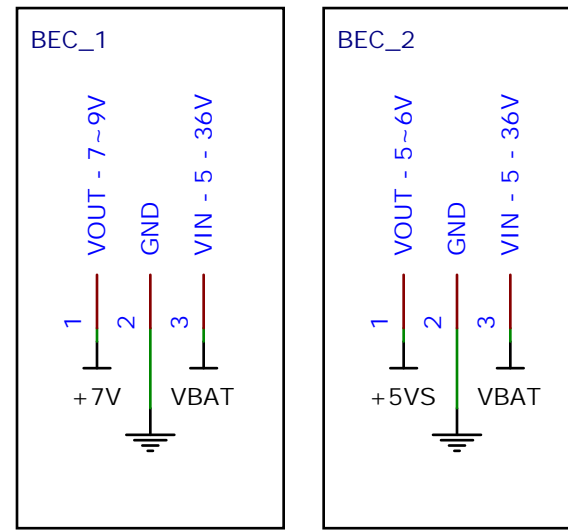 BEC_1
VOUT - 7~9V
GND
VIN - 5 - 36V
1
2
3
+7V
VBAT
BEC_2
VOUT - 5~6V
GND
VIN - 5 - 36V
1
2
3
+5VS
VBAT